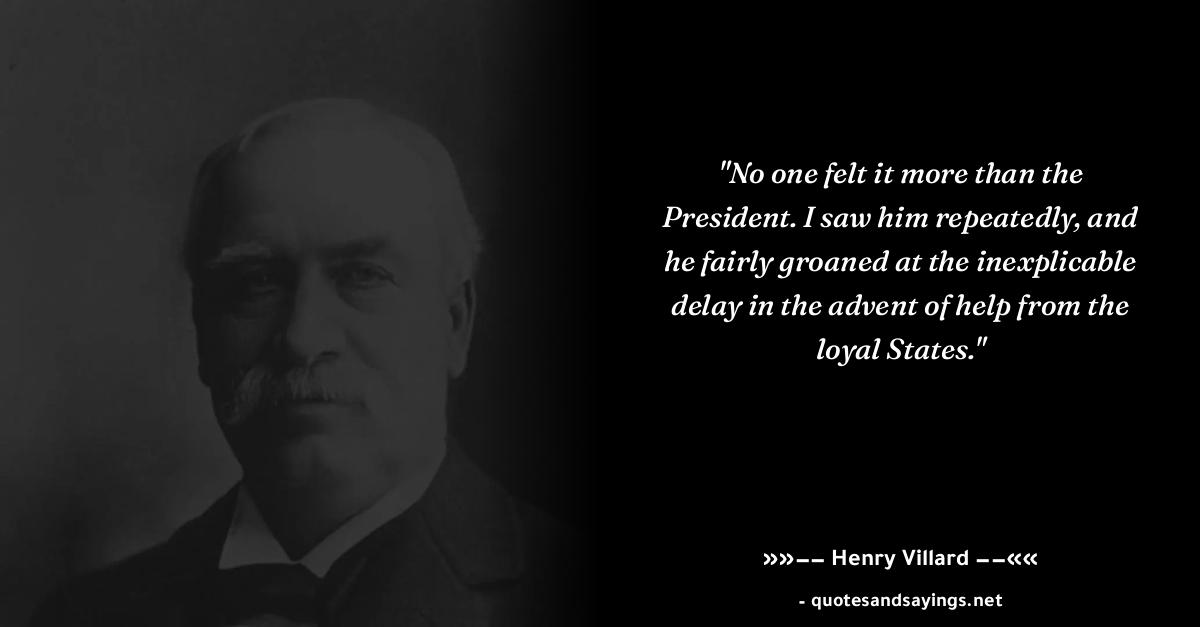 "No one felt it more than the
President. I saw him repeatedly, and
he fairly groaned at the inexplicable
delay in the advent of help from the
loyal States."
»»−− Henry Villard −−««
- quotesandsayings.net